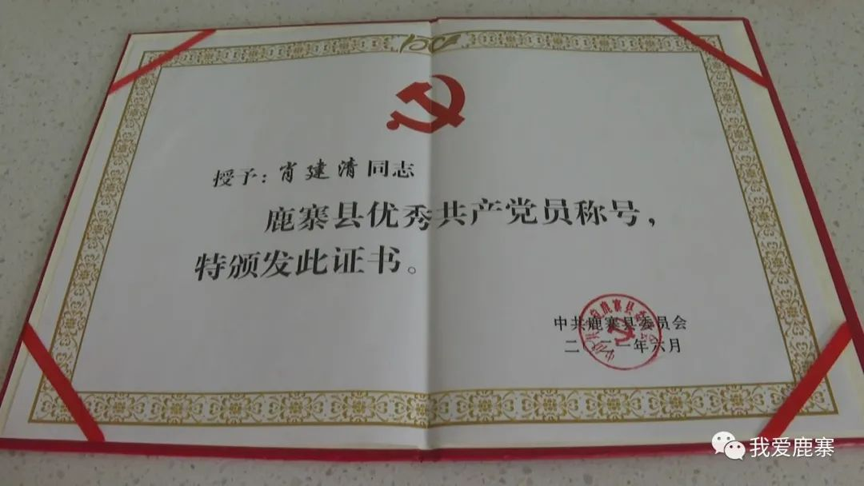 授予：肖建清同志
鹿寨县优秀共产党员称号，
特颁发此证书。
中共鹿寨县委员会
二〇二一年六月
我爱鹿寨